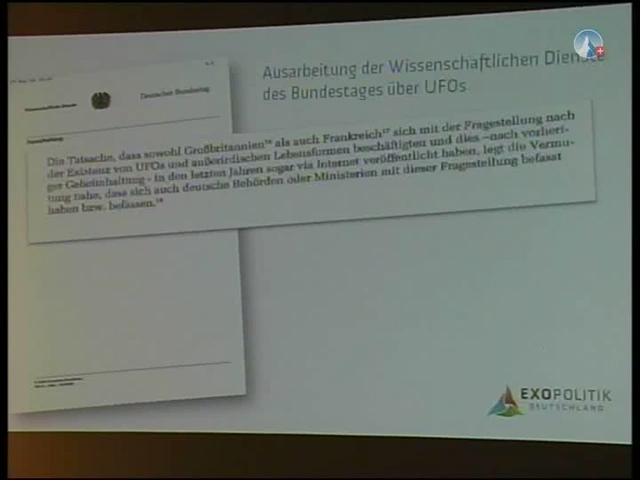 Ausarbeitung der Wissenschaftlichen Dienste
des Bundestages über UFOs
Deutscher Bundestag
Die Tatsache, dass sowohl Großbritannien¹⁶ als auch Frankreich¹⁷ sich mit der Fragestellung nach
der Existenz von UFOs und außerirdischen Lebensformen beschäftigten und dies –nach vorheri-
ger Geheimhaltung - in den letzten Jahren sogar via Internet veröffentlicht haben, legt die Vermu-
tung nahe, dass sich auch deutsche Behörden oder Ministerien mit dieser Fragestellung befasst
haben bzw. befassen.¹⁸
EXOPOLITIK
DEUTSCHLAND